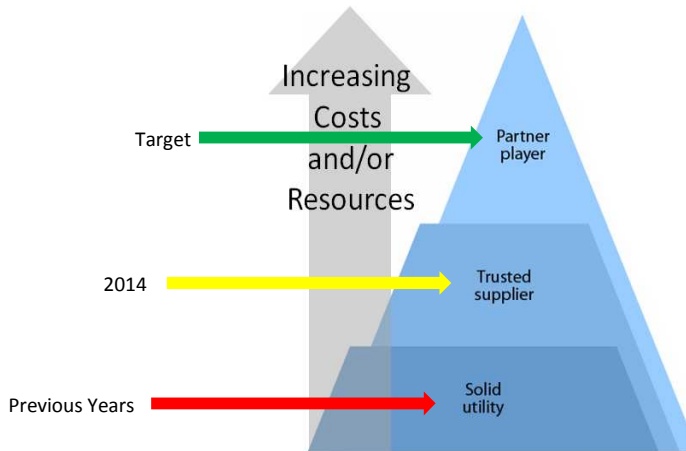 Increasing
Costs
and/or
Resources
Target
Partner
player
2014
Trusted
supplier
Previous Years
Solid
utility